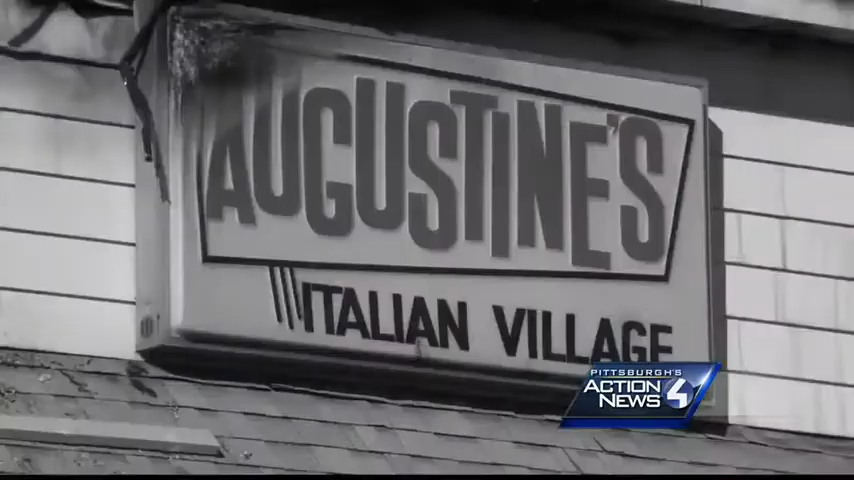 AUGUSTINE'S
ITALIAN VILLAGE
PITTSBURGH'S
ACTION
NEWS 4